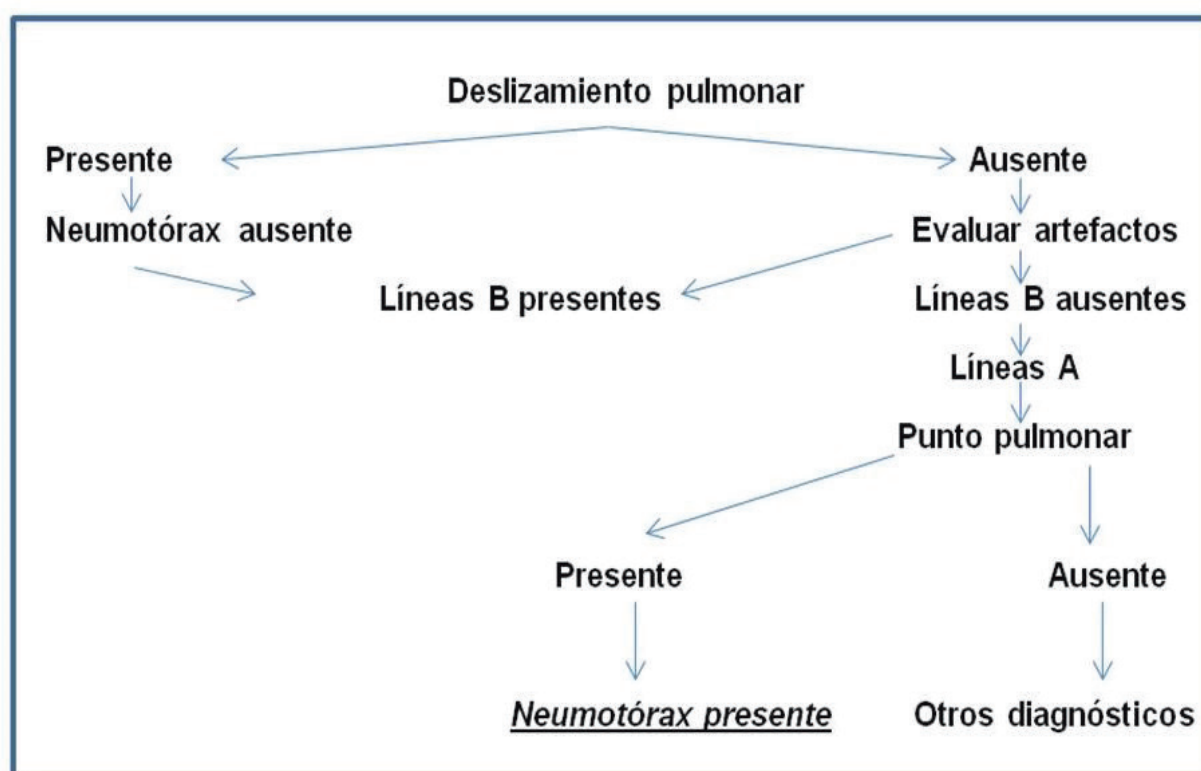 Deslizamiento pulmonar
Presente
Ausente
Neumotórax ausente
Evaluar artefactos
Líneas B presentes
Líneas B ausentes
Líneas A
Punto pulmonar
Presente
Ausente
Neumotórax presente
Otros diagnósticos